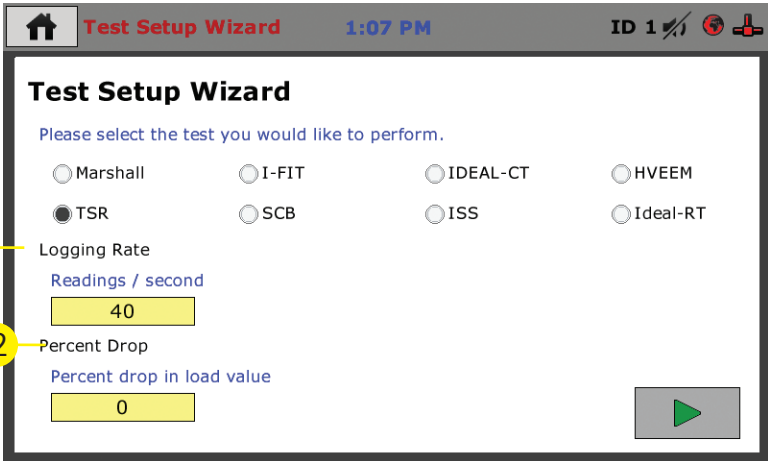 Test Setup Wizard 1:07 PM ID 1
Test Setup Wizard
Please select the test you would like to perform.
Marshall I-FIT IDEAL-CT HVEEM
TSR SCB ISS Ideal-RT
Logging Rate
Readings / second
40
2 Percent Drop
Percent drop in load value
0